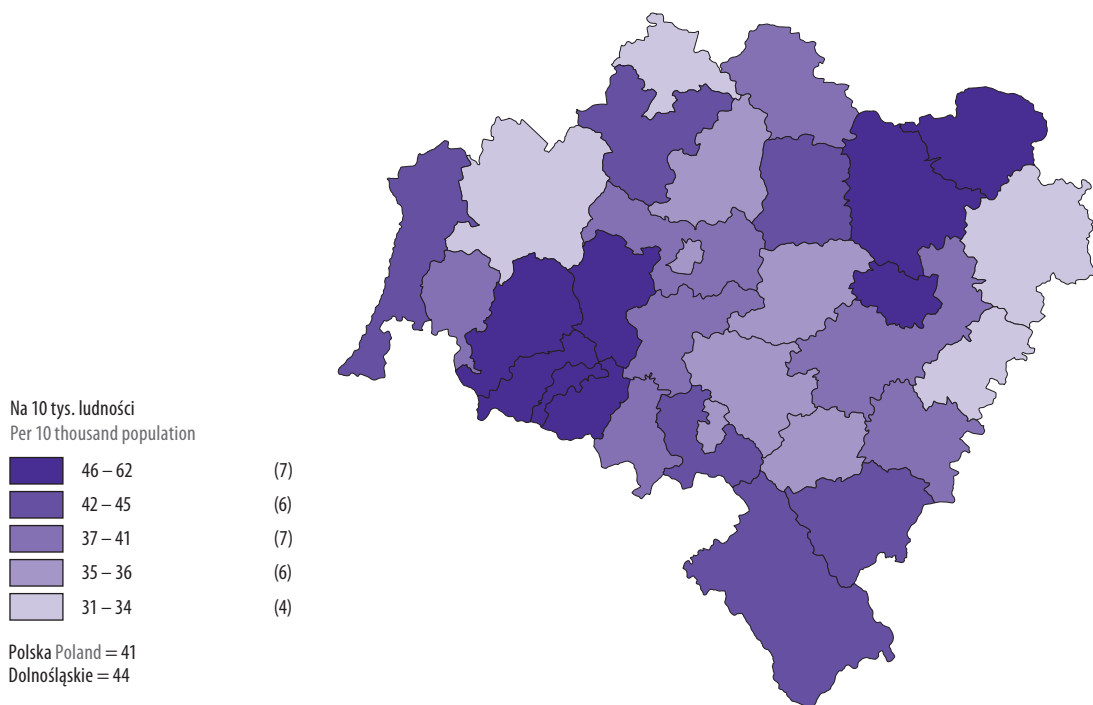 Na 10 tys. ludności
Per 10 thousand population
46 – 62 (7)
42 – 45 (6)
37 – 41 (7)
35 – 36 (6)
31 – 34 (4)
Polska Poland = 41
Dolnośląskie = 44